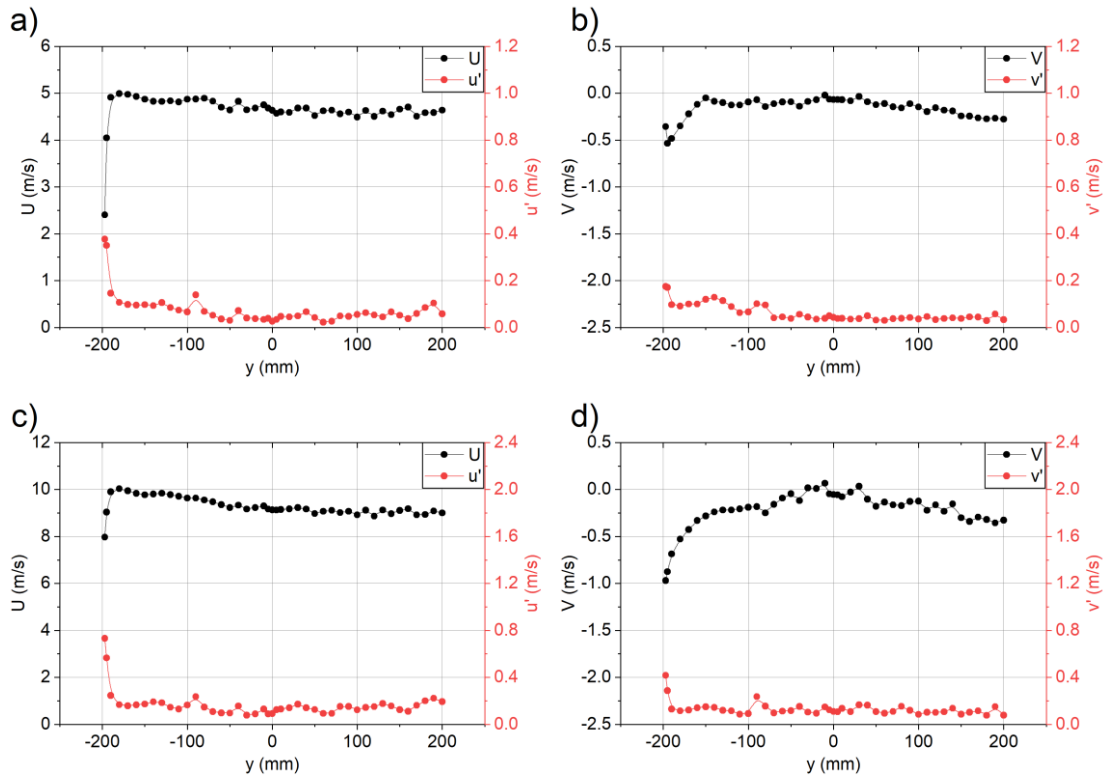 a)
6
5
4
3
2
1
0
U (m/s)
U
u'
1.2
1.0
0.8
0.6
0.4
0.2
0.0
u' (m/s)
-200 -100 0 100 200
y (mm)
b)
0.5
0.0
-0.5
-1.0
-1.5
-2.0
-2.5
V (m/s)
V
v'
1.2
1.0
0.8
0.6
0.4
0.2
0.0
v' (m/s)
-200 -100 0 100 200
y (mm)
c)
12
10
8
6
4
2
0
U (m/s)
U
u'
2.4
2.0
1.6
1.2
0.8
0.4
0.0
u' (m/s)
-200 -100 0 100 200
y (mm)
d)
0.5
0.0
-0.5
-1.0
-1.5
-2.0
-2.5
V (m/s)
V
v'
2.4
2.0
1.6
1.2
0.8
0.4
0.0
v' (m/s)
-200 -100 0 100 200
y (mm)